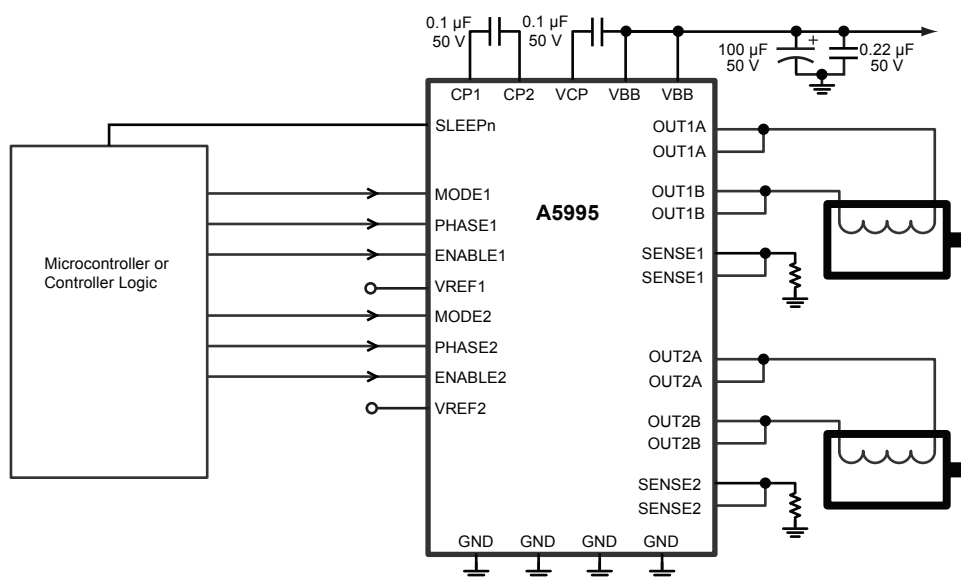 0.1 µF
50 V
0.1 µF
50 V
100 µF
50 V
+
0.22 µF
50 V
CP1
CP2
VCP
VBB
VBB
SLEEPn
MODE1
PHASE1
ENABLE1
VREF1
MODE2
PHASE2
ENABLE2
VREF2
A5995
Microcontroller or
Controller Logic
OUT1A
OUT1A
OUT1B
OUT1B
SENSE1
SENSE1
OUT2A
OUT2A
OUT2B
OUT2B
SENSE2
SENSE2
GND
GND
GND
GND